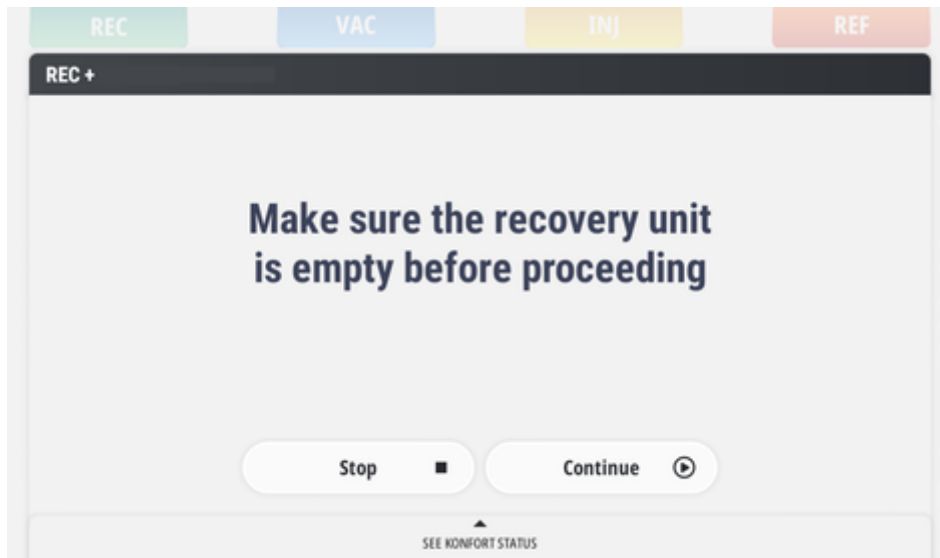 REC
VAC
INJ
REF
REC +
Make sure the recovery unit
is empty before proceeding
Stop
Continue
SEE KONFORT STATUS